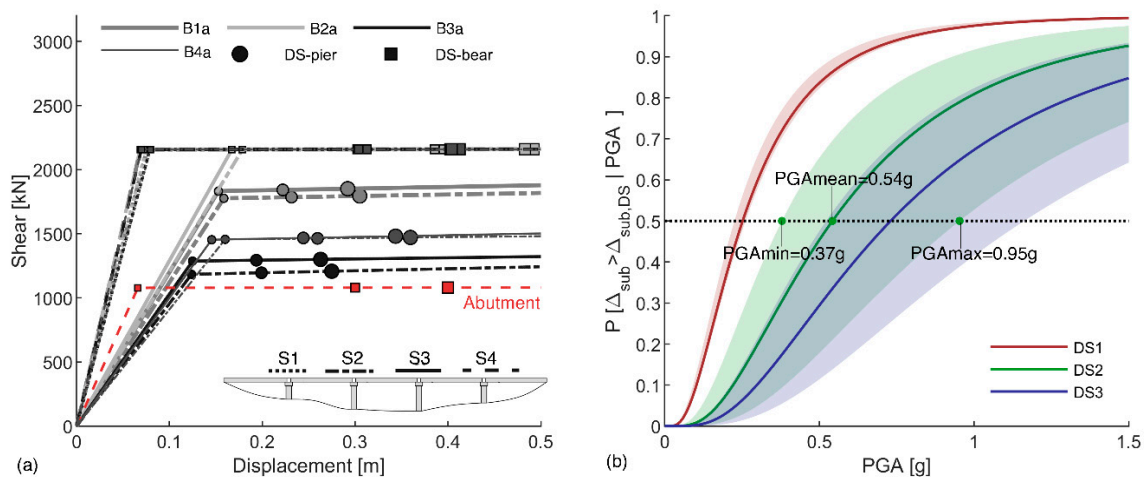 B1a B2a B3a
B4a DS-pier DS-bear
3000
2500
2000
1500
1000
500
0
Shear [kN]
Abutment
S1 S2 S3 S4
0 0.1 0.2 0.3 0.4 0.5
(a) Displacement [m]
1
0.9
0.8
0.7
0.6
0.5
0.4
0.3
0.2
0.1
0
P [Δsub>Δsub,DS | PGA]
PGAmean=0.54g
PGAmin=0.37g PGAmax=0.95g
DS1
DS2
DS3
0 0.5 1 1.5
(b) PGA [g]